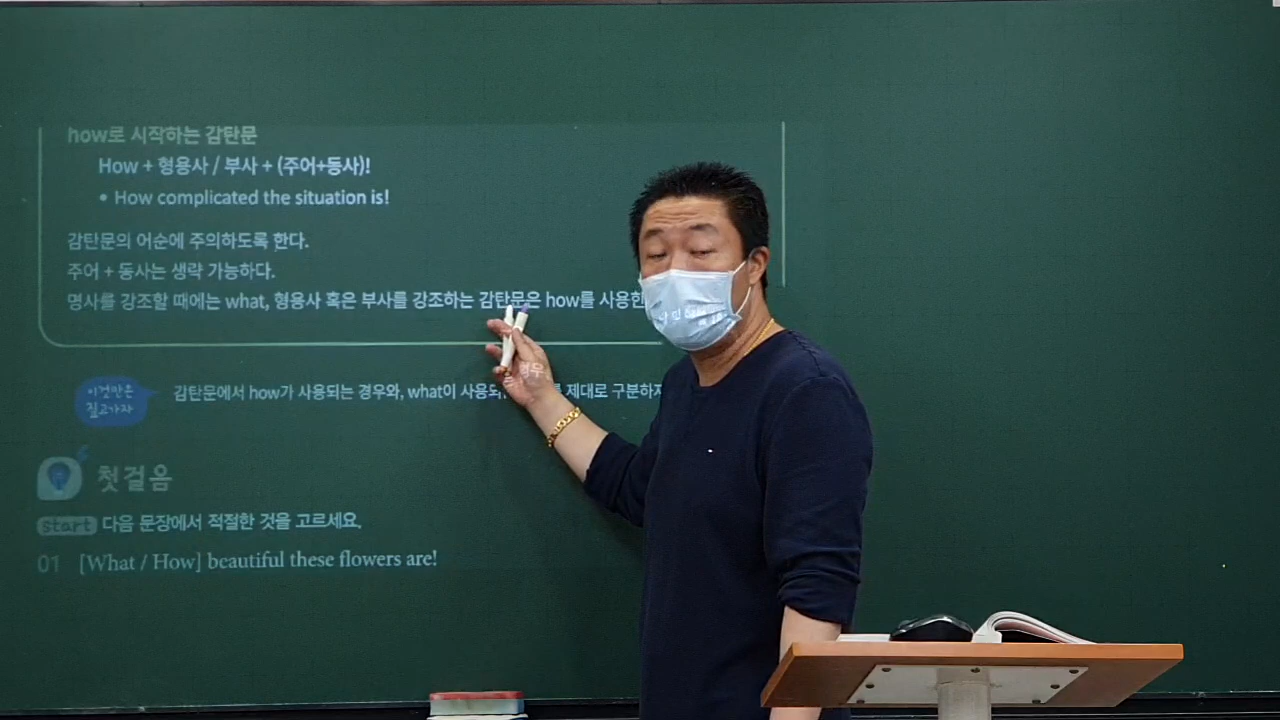 how로 시작하는 감탄문
How + 형용사 / 부사 + (주어+동사)!
• How complicated the situation is!
감탄문의 어순에 주의하도록 한다.
주어 + 동사는 생략 가능하다.
명사를 강조할 때에는 what, 형용사 혹은 부사를 강조하는 감탄문은 how를 사용한
이것만은
짚고가자
감탄문에서 how가 사용되는 경우와, what이 사용되 경우 제대로 구분하
첫걸음
start 다음 문장에서 적절한 것을 고르세요.
01 [What / How] beautiful these flowers are!